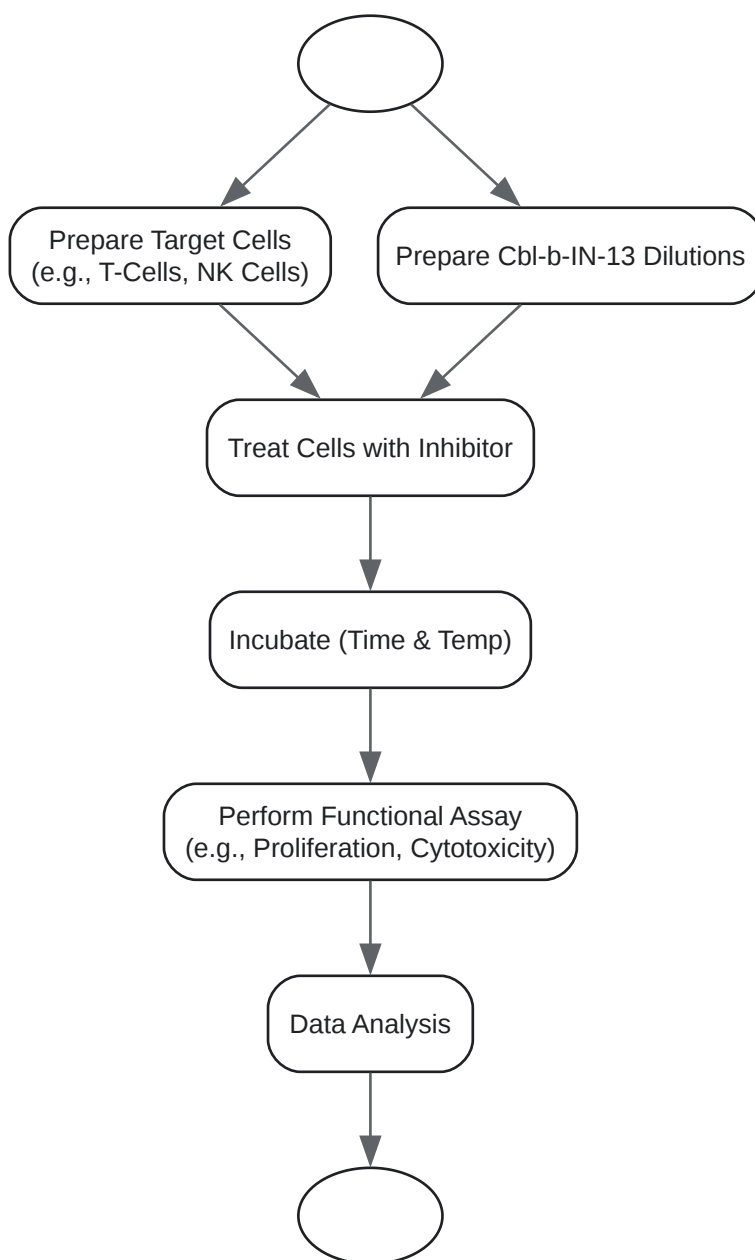 Prepare Target Cells
(e.g., T-Cells, NK Cells)
Prepare Cbl-b-IN-13 Dilutions
Treat Cells with Inhibitor
Incubate (Time & Temp)
Perform Functional Assay
(e.g., Proliferation, Cytotoxicity)
Data Analysis